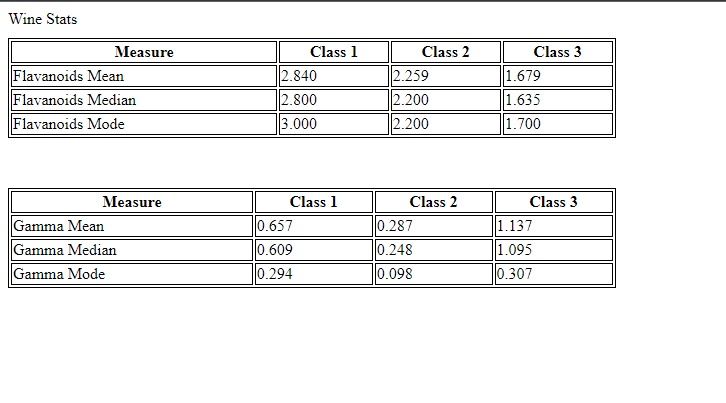 Wine Stats
Measure Class 1 Class 2 Class 3
Flavanoids Mean 2.840 2.259 1.679
Flavanoids Median 2.800 2.200 1.635
Flavanoids Mode 3.000 2.200 1.700
Measure Class 1 Class 2 Class 3
Gamma Mean 0.657 0.287 1.137
Gamma Median 0.609 0.248 1.095
Gamma Mode 0.294 0.098 0.307